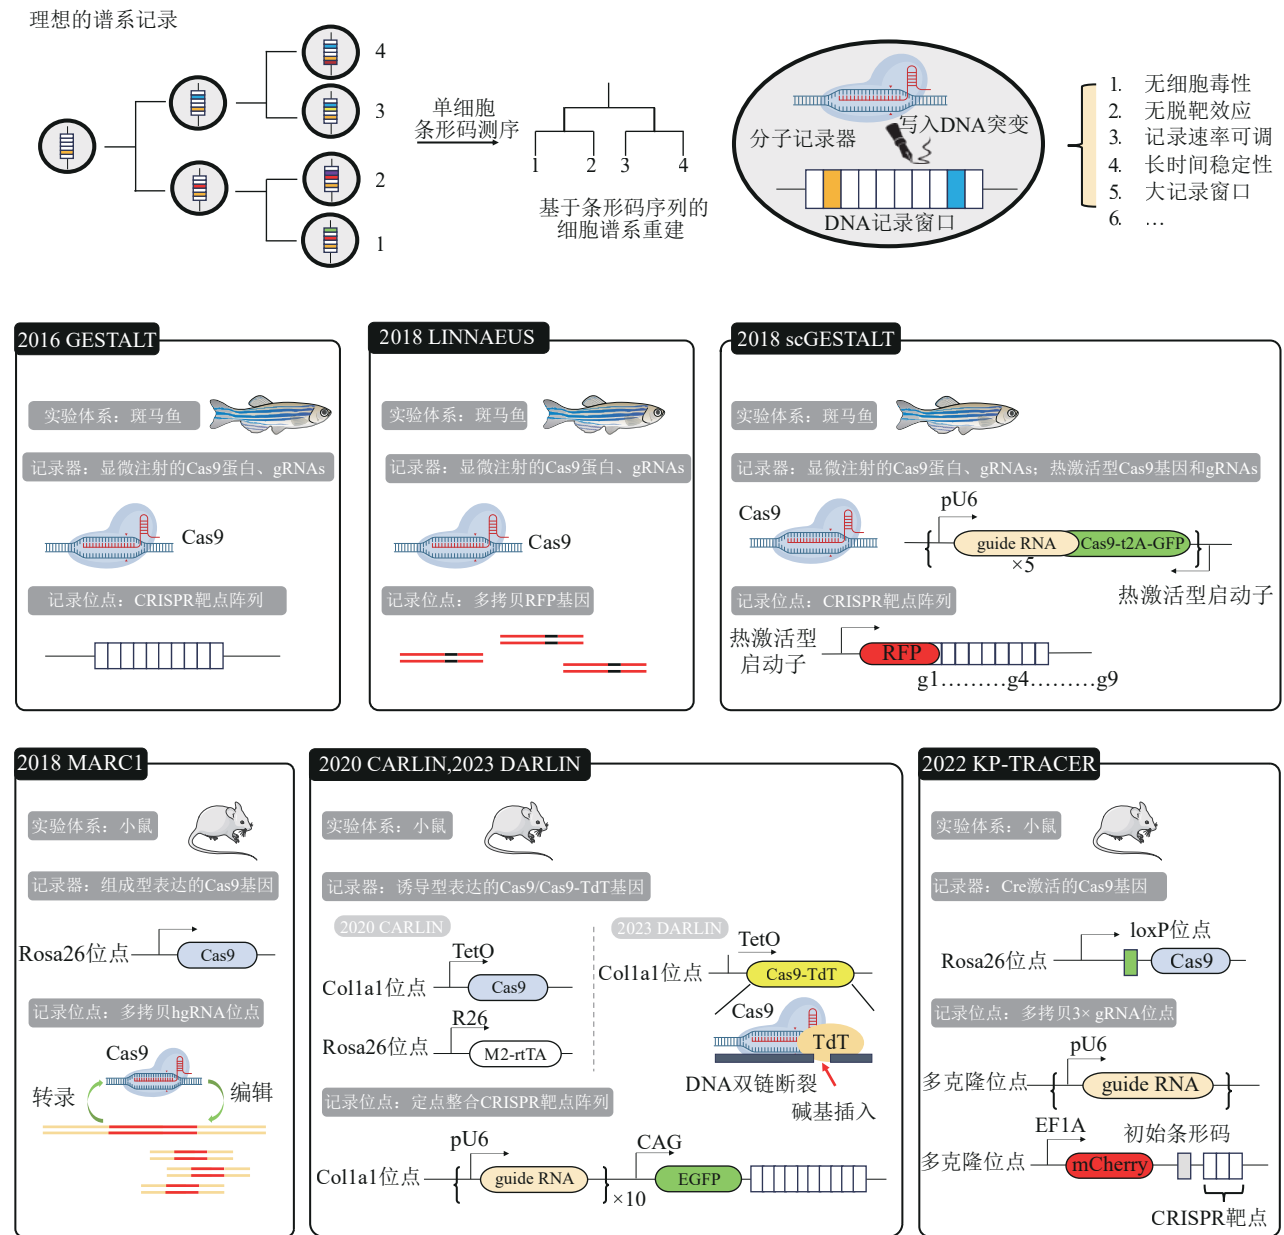 理想的谱系记录
4
3
2
1
单细胞
条形码测序
1 2 3 4
基于条形码序列的
细胞谱系重建
分子记录器
写入DNA突变
DNA记录窗口
1. 无细胞毒性
2. 无脱靶效应
3. 记录速率可调
4. 长时间稳定性
5. 大记录窗口
6. …
2016 GESTALT
实验体系：斑马鱼
记录器：显微注射的Cas9蛋白、gRNAs
Cas9
记录位点：CRISPR靶点阵列
2018 LINNAEUS
实验体系：斑马鱼
记录器：显微注射的Cas9蛋白、gRNAs
Cas9
记录位点：多拷贝RFP基因
2018 scGESTALT
实验体系：斑马鱼
记录器：显微注射的Cas9蛋白、gRNAs；热激活型Cas9基因和gRNAs
Cas9
pU6
guide RNA
Cas9-t2A-GFP
×5
热激活型启动子
记录位点：CRISPR靶点阵列
热激活型
启动子
RFP
g1………g4………g9
2018 MARC1
实验体系：小鼠
记录器：组成型表达的Cas9基因
Rosa26位点
Cas9
记录位点：多拷贝hgRNA位点
Cas9
转录
编辑
2020 CARLIN,2023 DARLIN
实验体系：小鼠
记录器：诱导型表达的Cas9/Cas9-TdT基因
2020 CARLIN
TetO
Col1a1位点
Cas9
R26
Rosa26位点
M2-rtTA
2023 DARLIN
TetO
Col1a1位点
Cas9-TdT
Cas9
TdT
DNA双链断裂
碱基插入
记录位点：定点整合CRISPR靶点阵列
pU6
CAG
Col1a1位点
guide RNA
×10
EGFP
2022 KP-TRACER
实验体系：小鼠
记录器：Cre激活的Cas9基因
loxP位点
Rosa26位点
Cas9
记录位点：多拷贝3× gRNA位点
pU6
多克隆位点
guide RNA
EF1A
初始条形码
多克隆位点
mCherry
CRISPR靶点